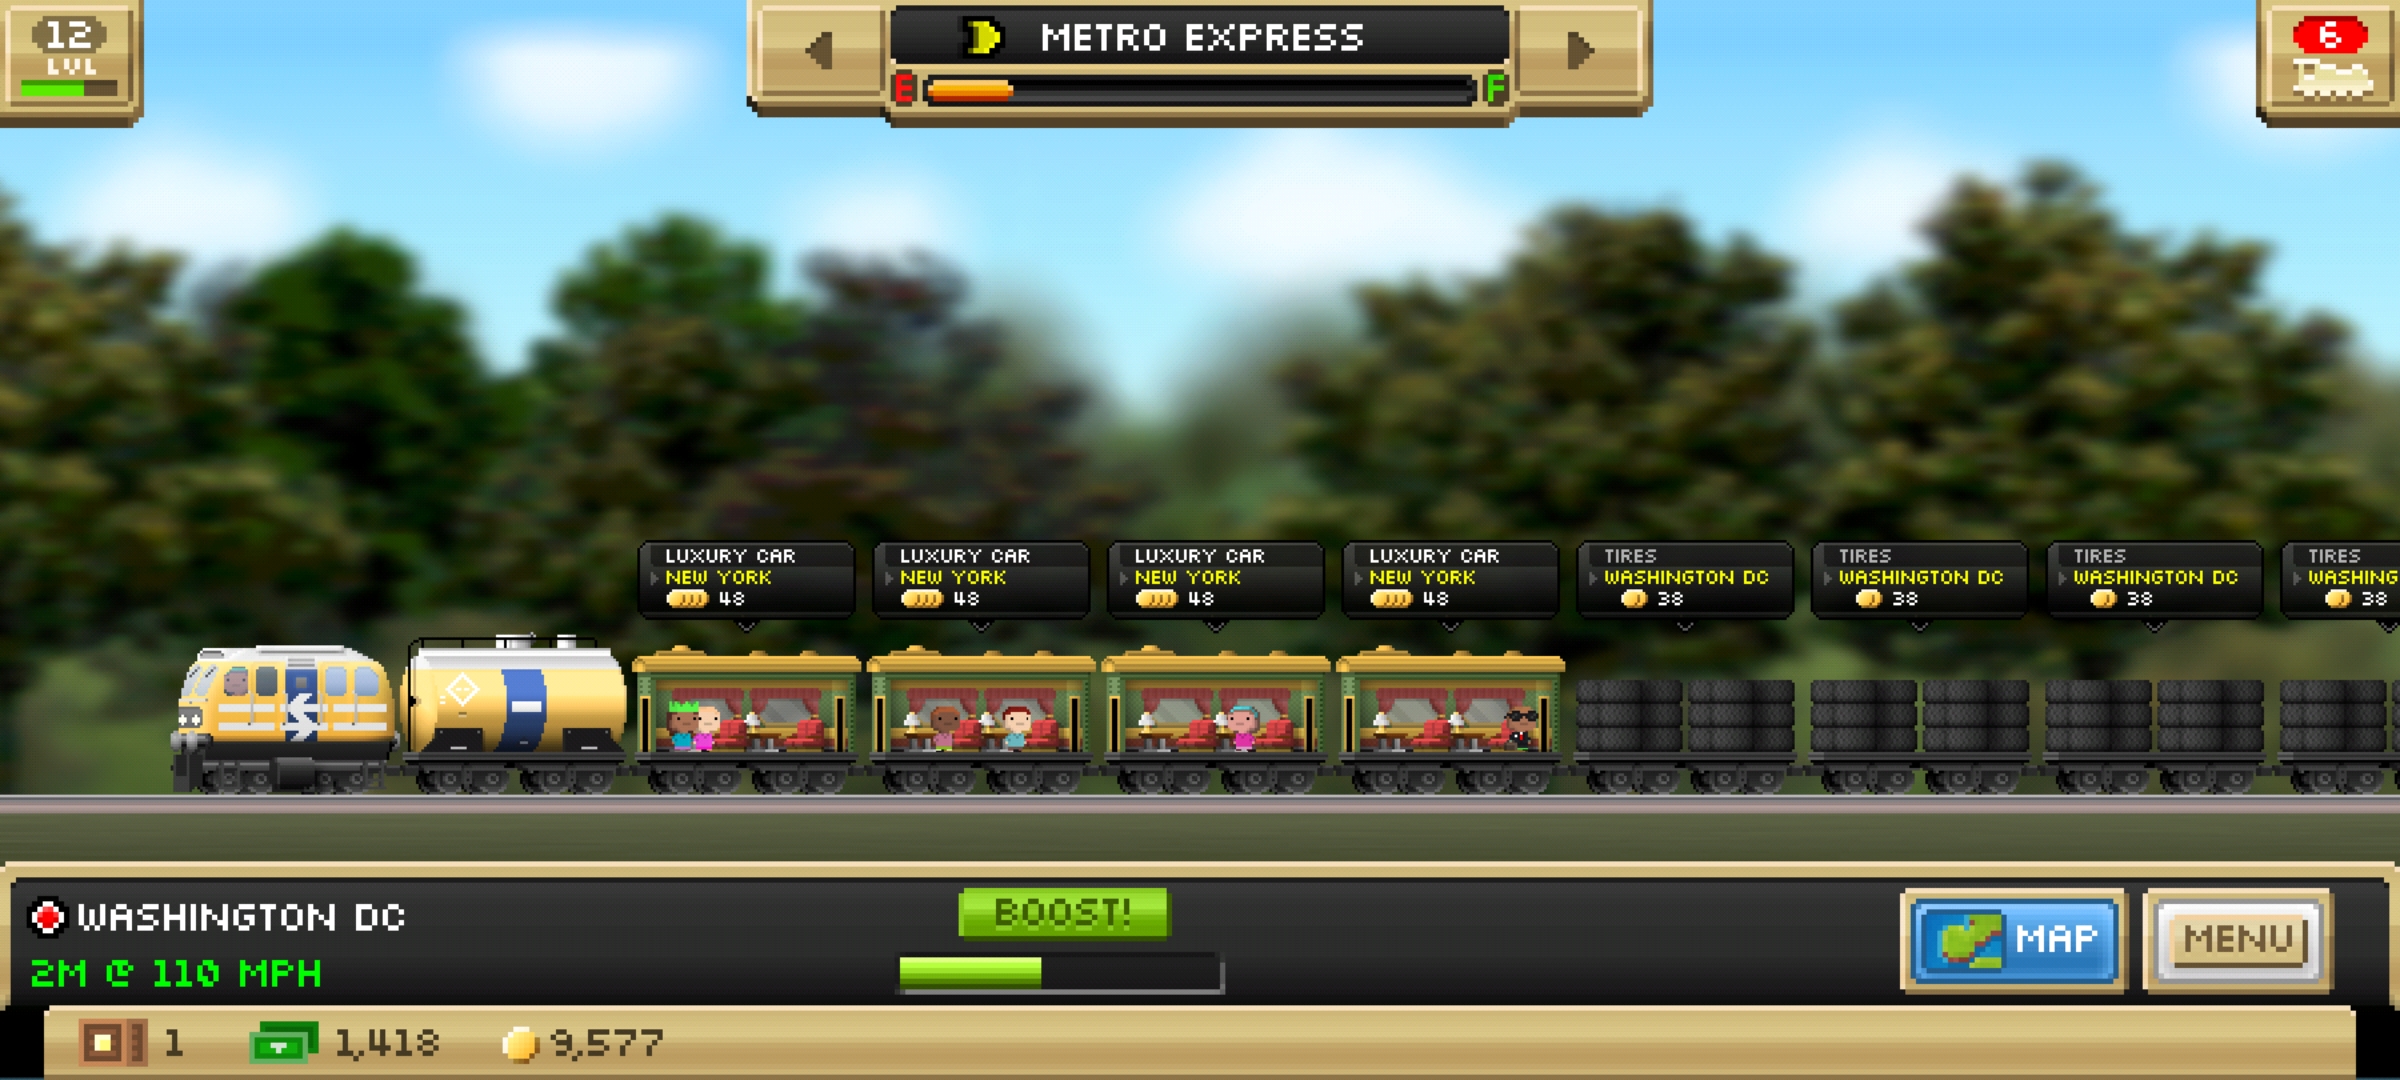 12
LVL
METRO EXPRESS
E F
6
LUXURY CAR
NEW YORK
48
LUXURY CAR
NEW YORK
48
LUXURY CAR
NEW YORK
48
LUXURY CAR
NEW YORK
48
TIRES
WASHINGTON DC
38
TIRES
WASHINGTON DC
38
TIRES
WASHINGTON DC
38
TIRES
WASHING
38
WASHINGTON DC
2M @ 110 MPH
BOOST!
MAP
MENU
1 1,418 9,577